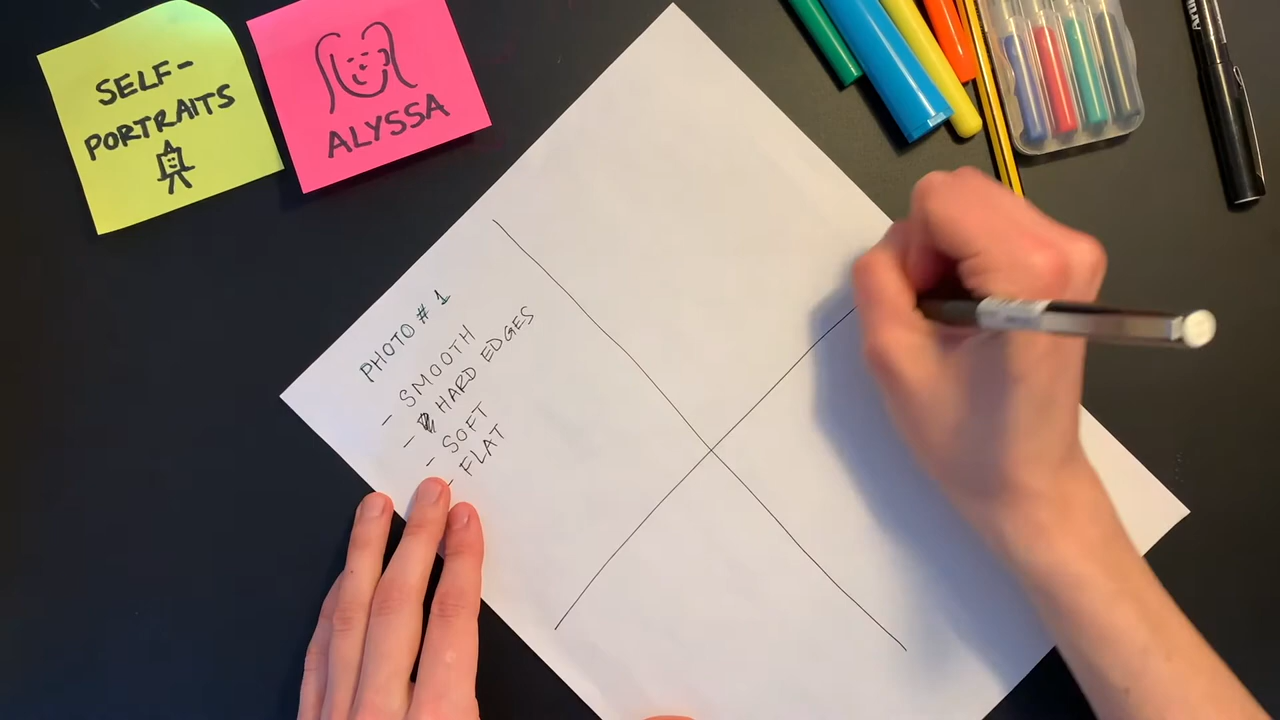 SELF-
PORTRAITS
ALYSSA
PHOTO # 1
- SMOOTH
- HARD EDGES
- SOFT
- FLAT